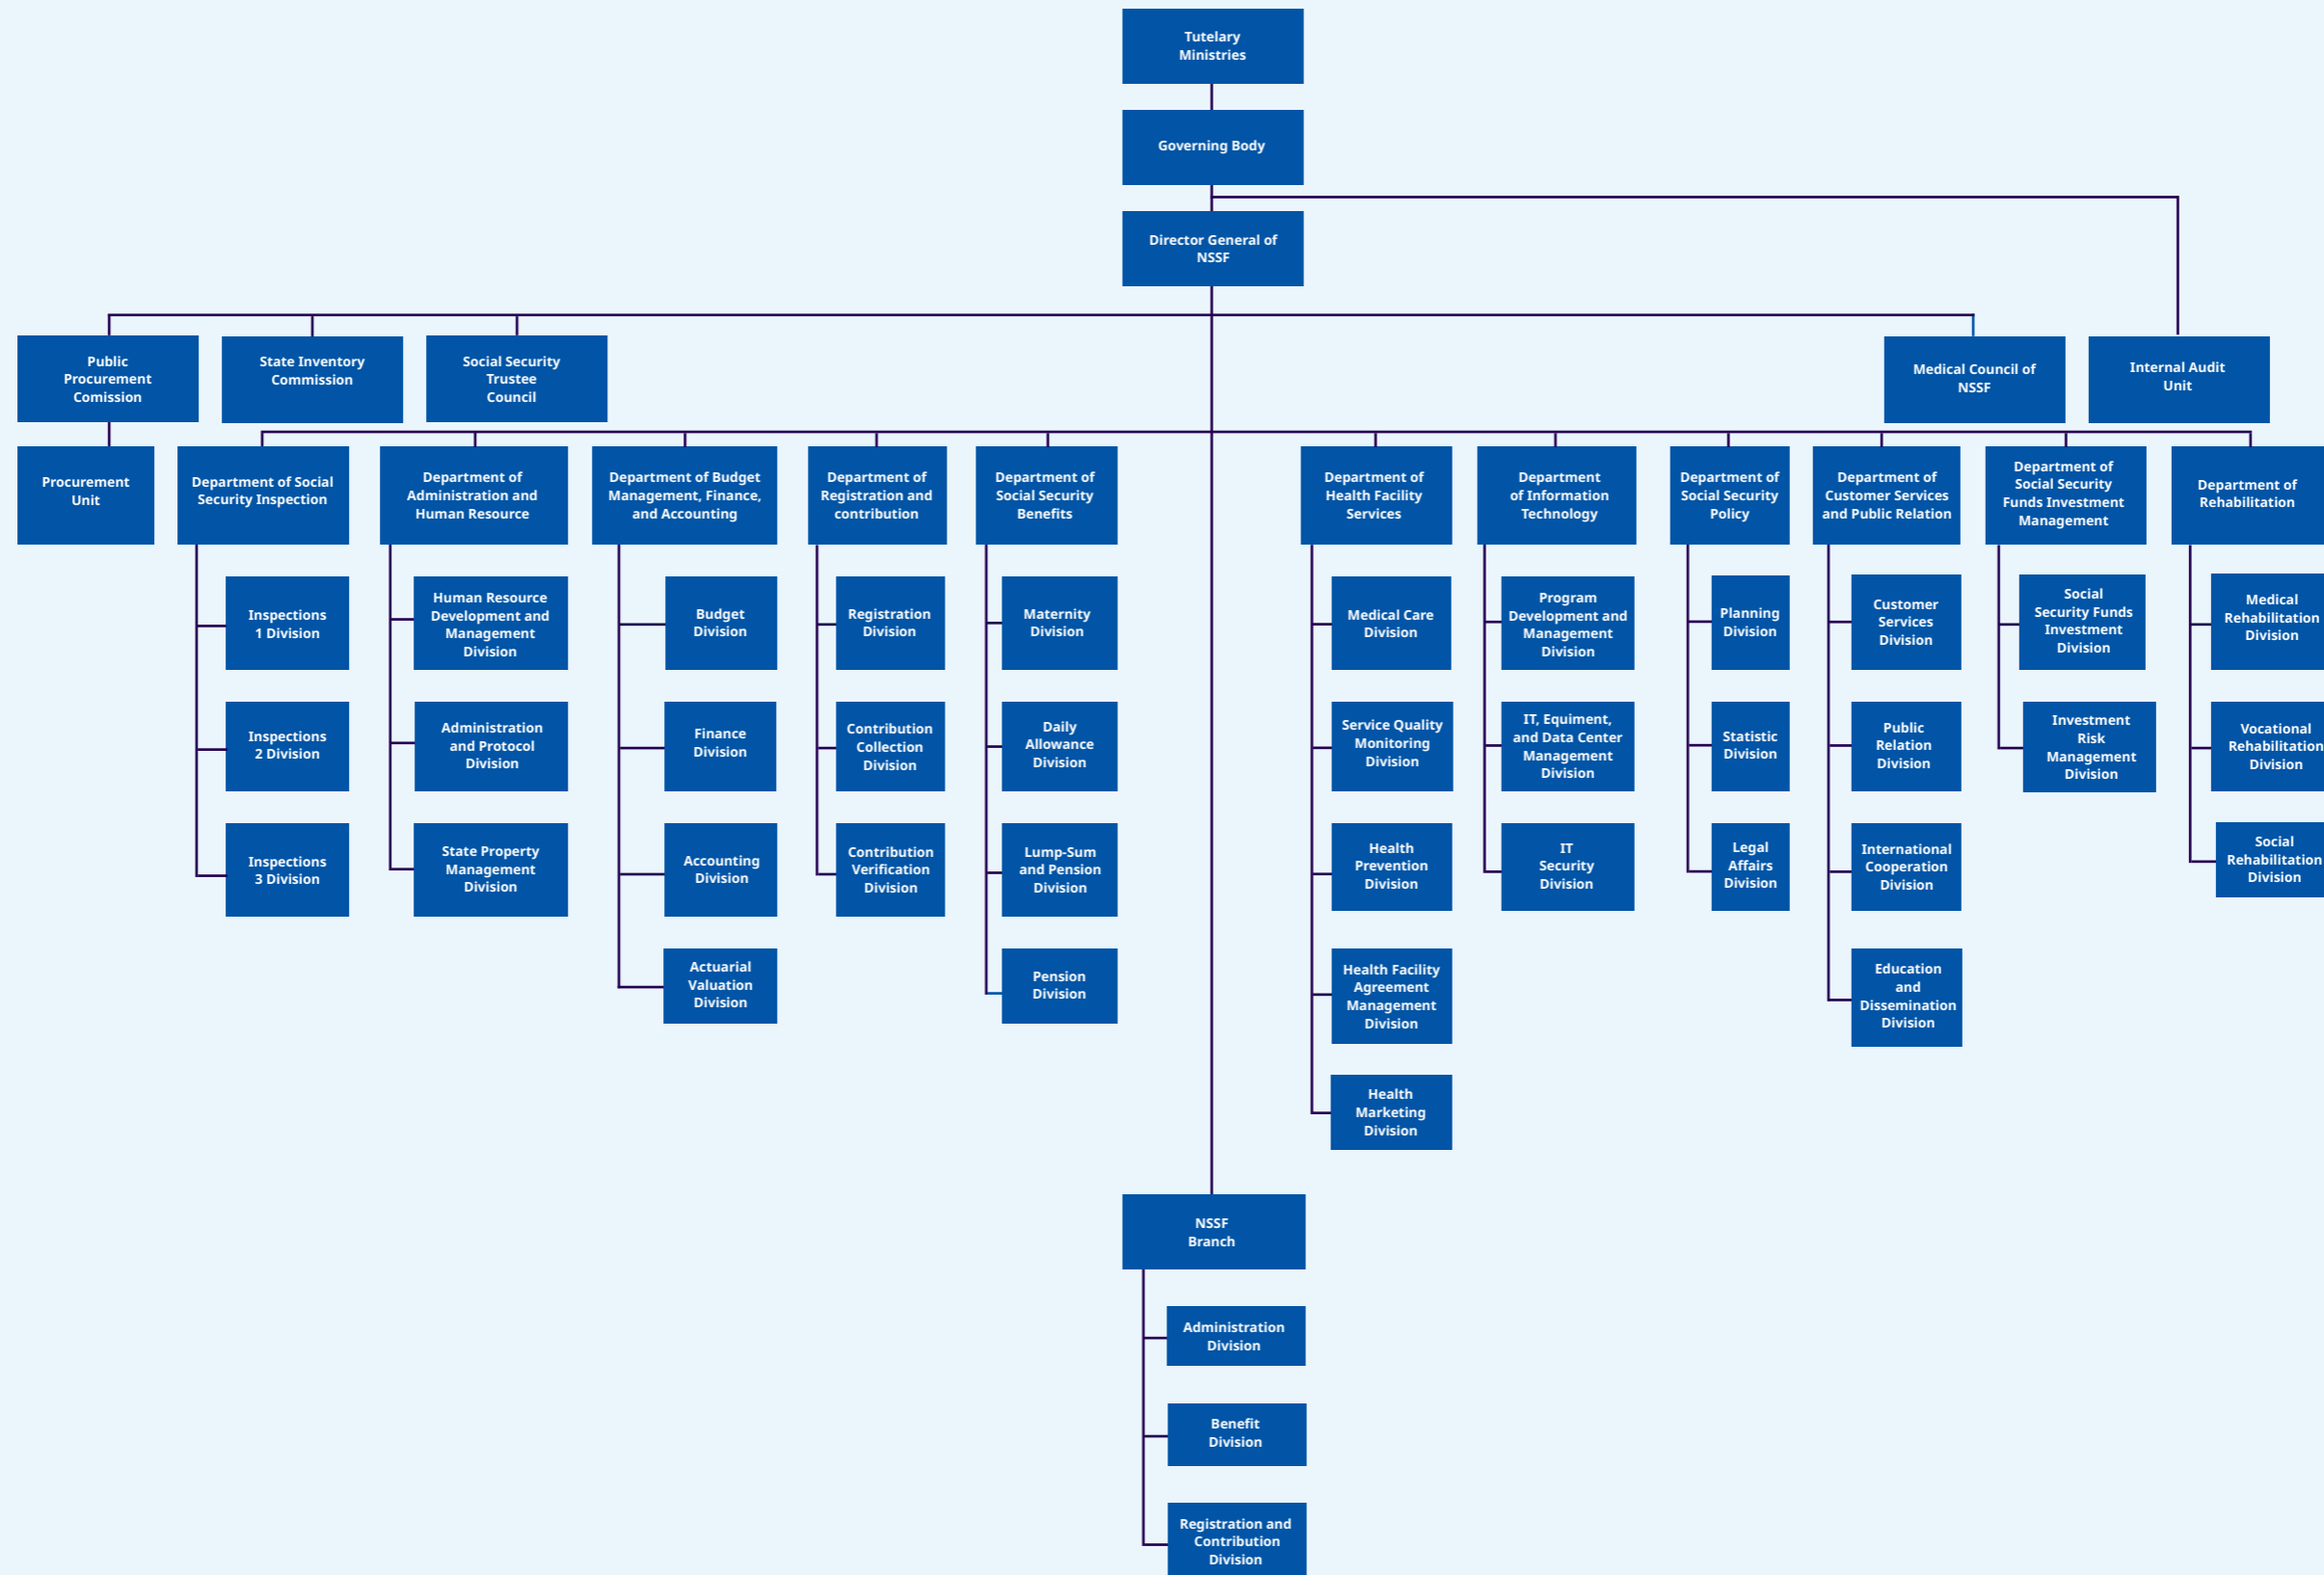 Tutelary
Ministries
Governing Body
Director General of
NSSF
Public
Procurement
Comission
State Inventory
Commission
Social Security
Trustee
Council
Medical Council of
NSSF
Internal Audit
Unit
Procurement
Unit
Department of Social
Security Inspection
Department of
Administration and
Human Resource
Department of Budget
Management, Finance,
and Accounting
Department of
Registration and
contribution
Department of
Social Security
Benefits
Department of
Health Facility
Services
Department
of Information
Technology
Department of
Social Security
Policy
Department of
Customer Services
and Public Relation
Department of
Social Security
Funds Investment
Management
Department of
Rehabilitation
Inspections
1 Division
Human Resource
Development and
Management
Division
Budget
Division
Registration
Division
Maternity
Division
Medical Care
Division
Program
Development and
Management
Division
Planning
Division
Customer
Services
Division
Social
Security Funds
Investment
Division
Medical
Rehabilitation
Division
Inspections
2 Division
Administration
and Protocol
Division
Finance
Division
Contribution
Collection
Division
Daily
Allowance
Division
Service Quality
Monitoring
Division
IT, Equiment,
and Data Center
Management
Division
Statistic
Division
Public
Relation
Division
Investment
Risk
Management
Division
Vocational
Rehabilitation
Division
Inspections
3 Division
State Property
Management
Division
Accounting
Division
Contribution
Verification
Division
Lump-Sum
and Pension
Division
Health
Prevention
Division
IT
Security
Division
Legal
Affairs
Division
International
Cooperation
Division
Social
Rehabilitation
Division
Actuarial
Valuation
Division
Pension
Division
Health Facility
Agreement
Management
Division
Education
and
Dissemination
Division
Health
Marketing
Division
NSSF
Branch
Administration
Division
Benefit
Division
Registration and
Contribution
Division